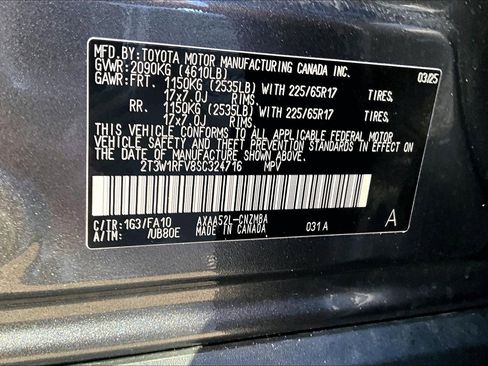 MFD.BY:TOYOTA MOTOR MANUFACTURING CANADA INC. 03/25
GVWR:2090KG (4610LB)
GAWR:FRT. 1150KG (2535LB) WITH 225/65R17 TIRES,
17x7.0J RIMS,
RR. 1150KG (2535LB) WITH 225/65R17 TIRES,
17x7.0J RIMS
THIS VEHICLE CONFORMS TO ALL APPLICABLE FEDERAL MOTOR
VEHICLE SAFETY AND THEFT PREVENTION STANDARDS IN EFFECT ON
THE DATE OF MANUFACTURE SHOWN ABOVE.
2T3W1RFV8SC324716 MPV
C/TR:1G3/FA10 AXAA52L-CNZMBA 031A A
A/TM: /UB80E MADE IN CANADA